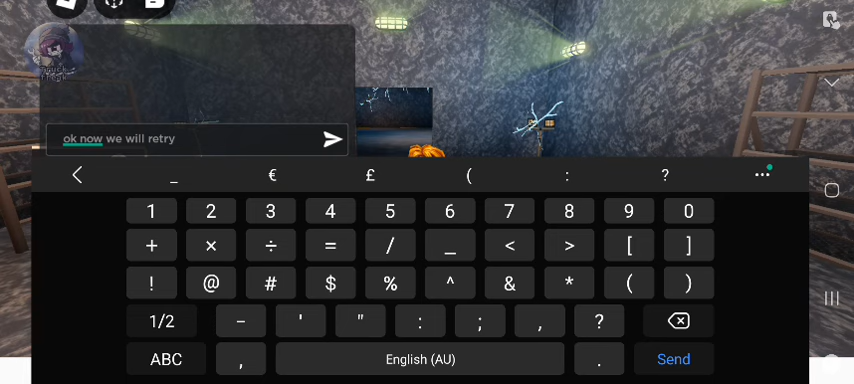 ok now we will retry
_ € £ ( : ? ...
1 2 3 4 5 6 7 8 9 0
+ × ÷ = / _ < > [ ]
! @ # $ % ^ & * ( )
1/2 - ' " : ; , ?
ABC , English (AU) . Send